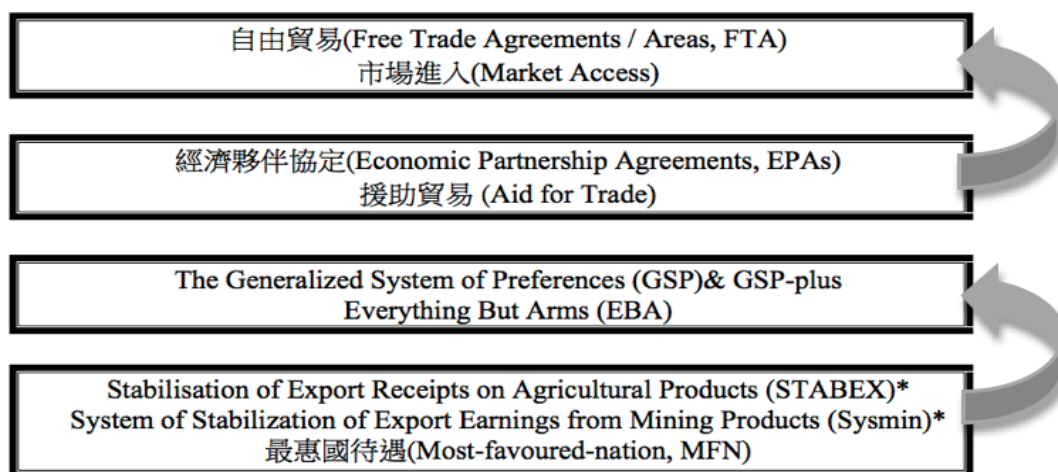 自由貿易(Free Trade Agreements / Areas, FTA)
市場進入(Market Access)
經濟夥伴協定(Economic Partnership Agreements, EPAs)
援助貿易 (Aid for Trade)
The Generalized System of Preferences (GSP)& GSP-plus
Everything But Arms (EBA)
Stabilisation of Export Receipts on Agricultural Products (STABEX)*
System of Stabilization of Export Earnings from Mining Products (Sysmin)*
最惠國待遇(Most-favoured-nation, MFN)